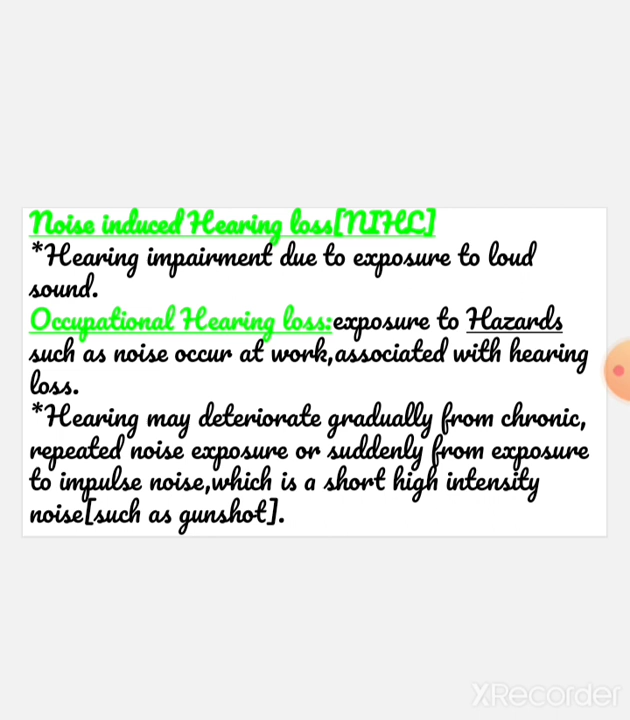 Noise induced Hearing loss[NIHL]
*Hearing impairment due to exposure to loud
sound.
Occupational Hearing loss:exposure to Hazards
such as noise occur at work,associated with hearing
loss.
*Hearing may deteriorate gradually from chronic,
repeated noise exposure or suddenly from exposure
to impulse noise,which is a short high intensity
noise[such as gunshot].
XRecorder